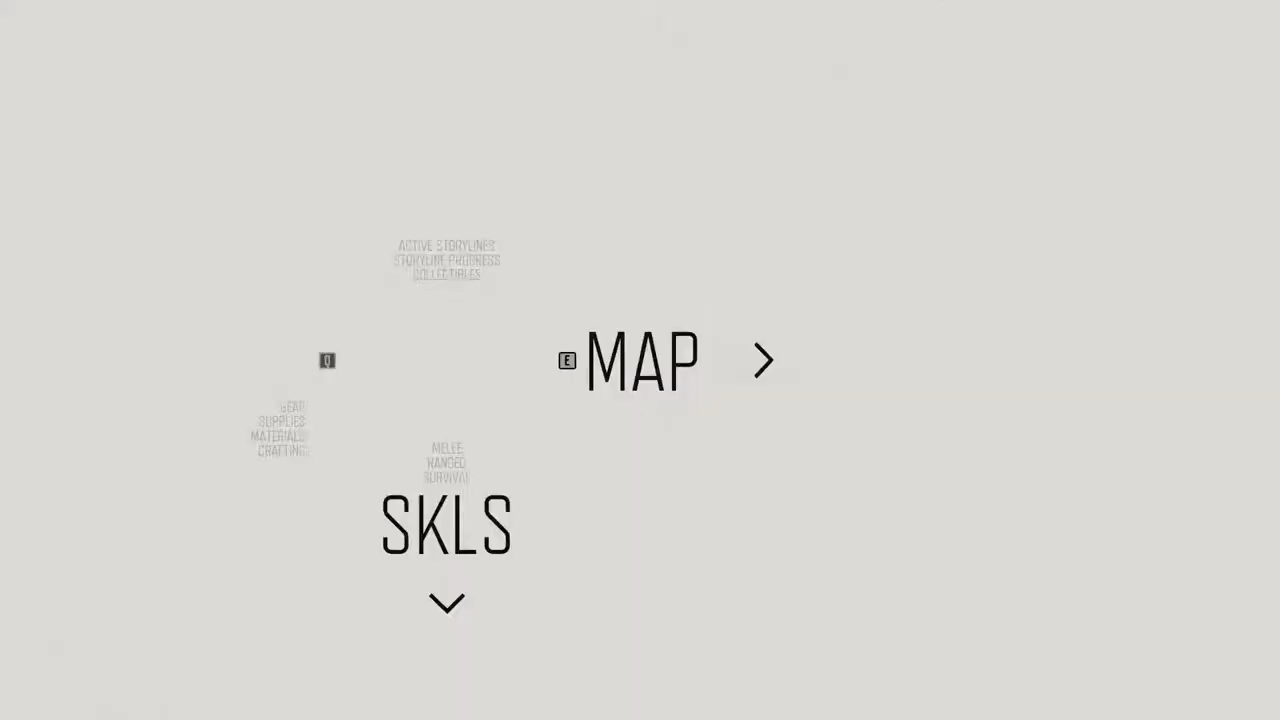 ACTIVE STORYLINES
STORYLINE PROGRESS
COLLECTIBLES
Q
E MAP
GEAR
SUPPLIES
MATERIALS
CRAFTING
MELEE
RANGED
SURVIVAL
SKLS